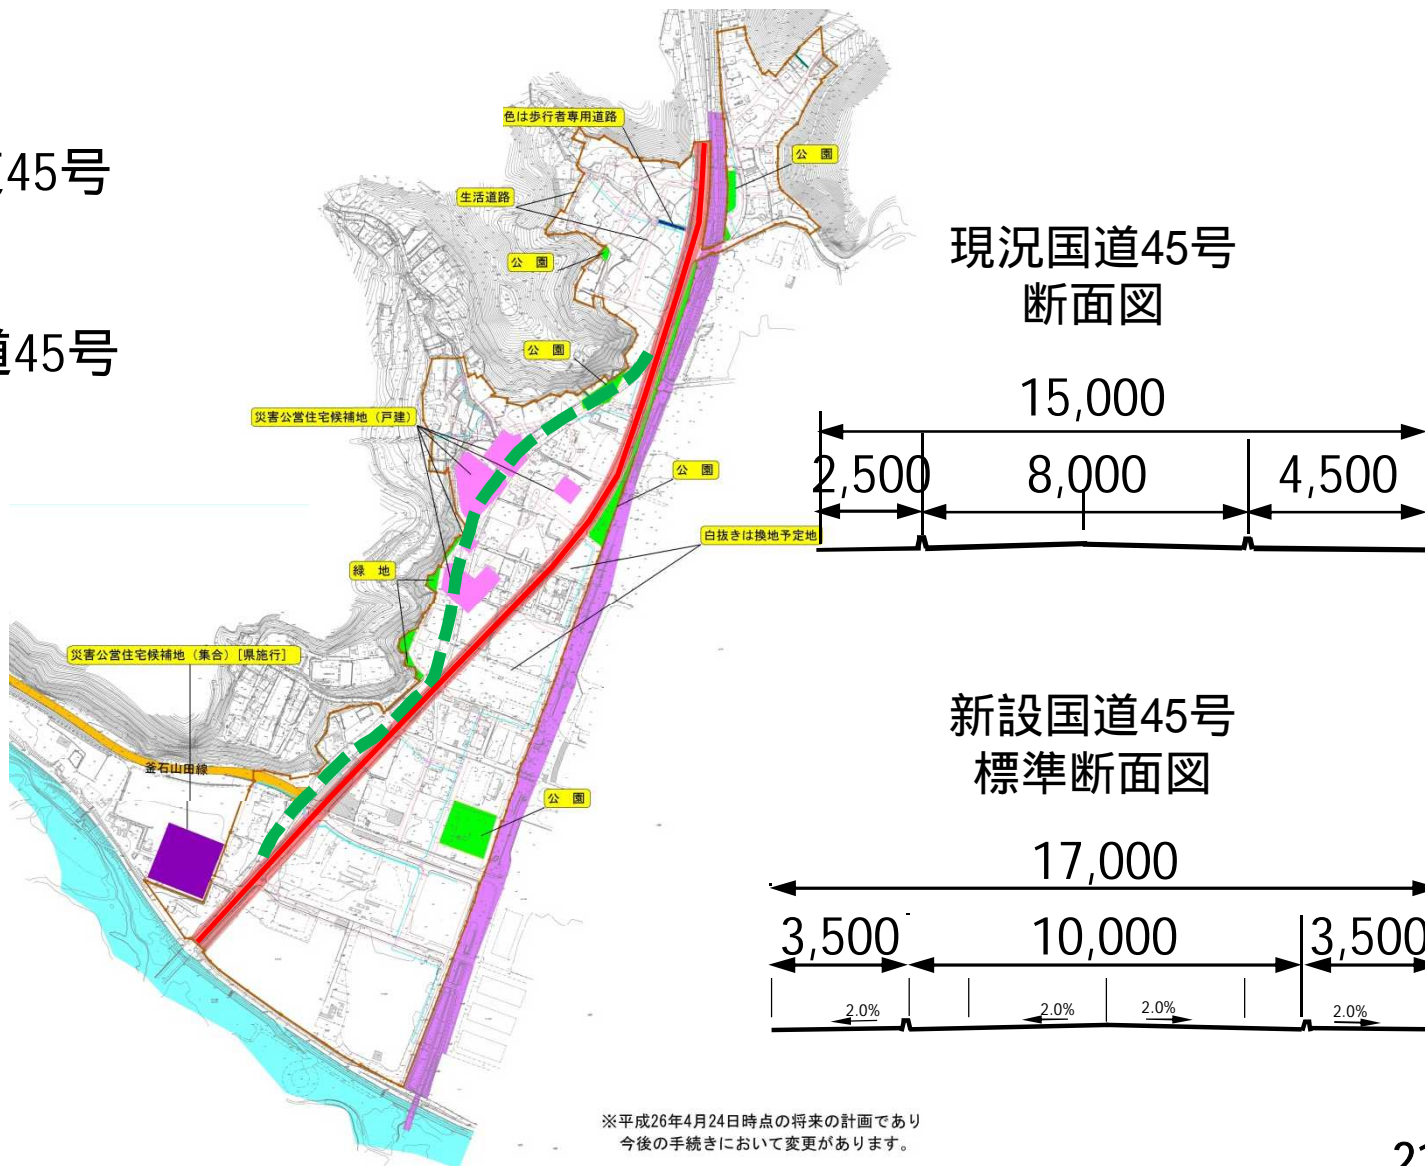 45号
道45号
色は歩行者専用道路
公　園
生活道路
公　園
公　園
災害公営住宅候補地（戸建）
公　園
白抜きは換地予定地
緑　地
災害公営住宅候補地（集合）[県施行]
釜石山田線
公　園
現況国道45号
断面図
15,000
2,500
8,000
4,500
新設国道45号
標準断面図
17,000
3,500
10,000
3,500
2.0%
2.0%
2.0%
2.0%
※平成26年4月24日時点の将来の計画であり
今後の手続きにおいて変更があります。